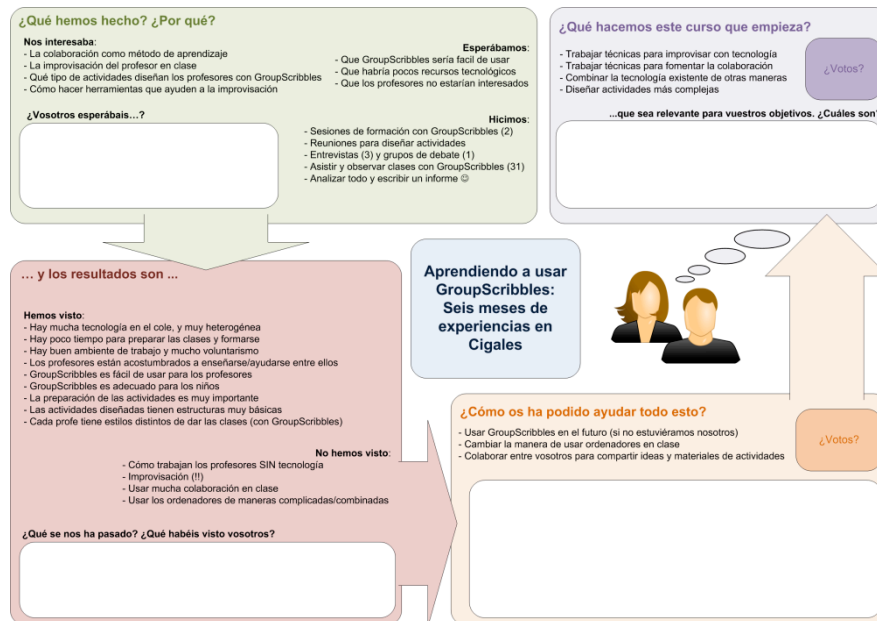 ¿Qué hemos hecho? ¿Por qué?
Nos interesaba:
- La colaboración como método de aprendizaje
- La improvisación del profesor en clase
- Qué tipo de actividades diseñan los profesores con GroupScribbles
- Cómo hacer herramientas que ayuden a la improvisación
Esperábamos:
- Que GroupScribbles sería facil de usar
- Que habría pocos recursos tecnológicos
- Que los profesores no estarían interesados
¿Vosotros esperábais…?
Hicimos:
- Sesiones de formación con GroupScribbles (2)
- Reuniones para diseñar actividades
- Entrevistas (3) y grupos de debate (1)
- Asistir y observar clases con GroupScribbles (31)
- Analizar todo y escribir un informe ☺
¿Qué hacemos este curso que empieza?
- Trabajar técnicas para improvisar con tecnología
- Trabajar técnicas para fomentar la colaboración
- Combinar la tecnología existente de otras maneras
- Diseñar actividades más complejas
¿Votos?
...que sea relevante para vuestros objetivos. ¿Cuáles son?
… y los resultados son ...
Hemos visto:
- Hay mucha tecnología en el cole, y muy heterogénea
- Hay poco tiempo para preparar las clases y formarse
- Hay buen ambiente de trabajo y mucho voluntarismo
- Los profesores están acostumbrados a enseñarse/ayudarse entre ellos
- GroupScribbles es fácil de usar para los profesores
- GroupScribbles es adecuado para los niños
- La preparación de las actividades es muy importante
- Las actividades diseñadas tienen estructuras muy básicas
- Cada profe tiene estilos distintos de dar las clases (con GroupScribbles)
No hemos visto:
- Cómo trabajan los profesores SIN tecnología
- Improvisación (!!)
- Usar mucha colaboración en clase
- Usar los ordenadores de maneras complicadas/combinadas
¿Qué se nos ha pasado? ¿Qué habéis visto vosotros?
Aprendiendo a usar
GroupScribbles:
Seis meses de
experiencias en
Cigales
¿Cómo os ha podido ayudar todo esto?
- Usar GroupScribbles en el futuro (si no estuviéramos nosotros)
- Cambiar la manera de usar ordenadores en clase
- Colaborar entre vosotros para compartir ideas y materiales de actividades
¿Votos?